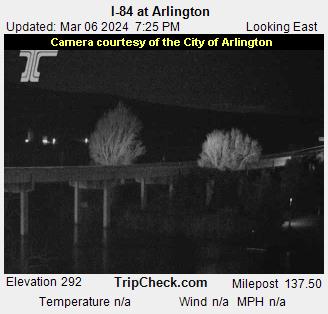 I-84 at Arlington
Updated: Mar 06 2024 7:25 PM Looking East
Camera courtesy of the City of Arlington
Elevation 292 TripCheck.com Milepost 137.50
Temperature n/a Wind n/a MPH n/a